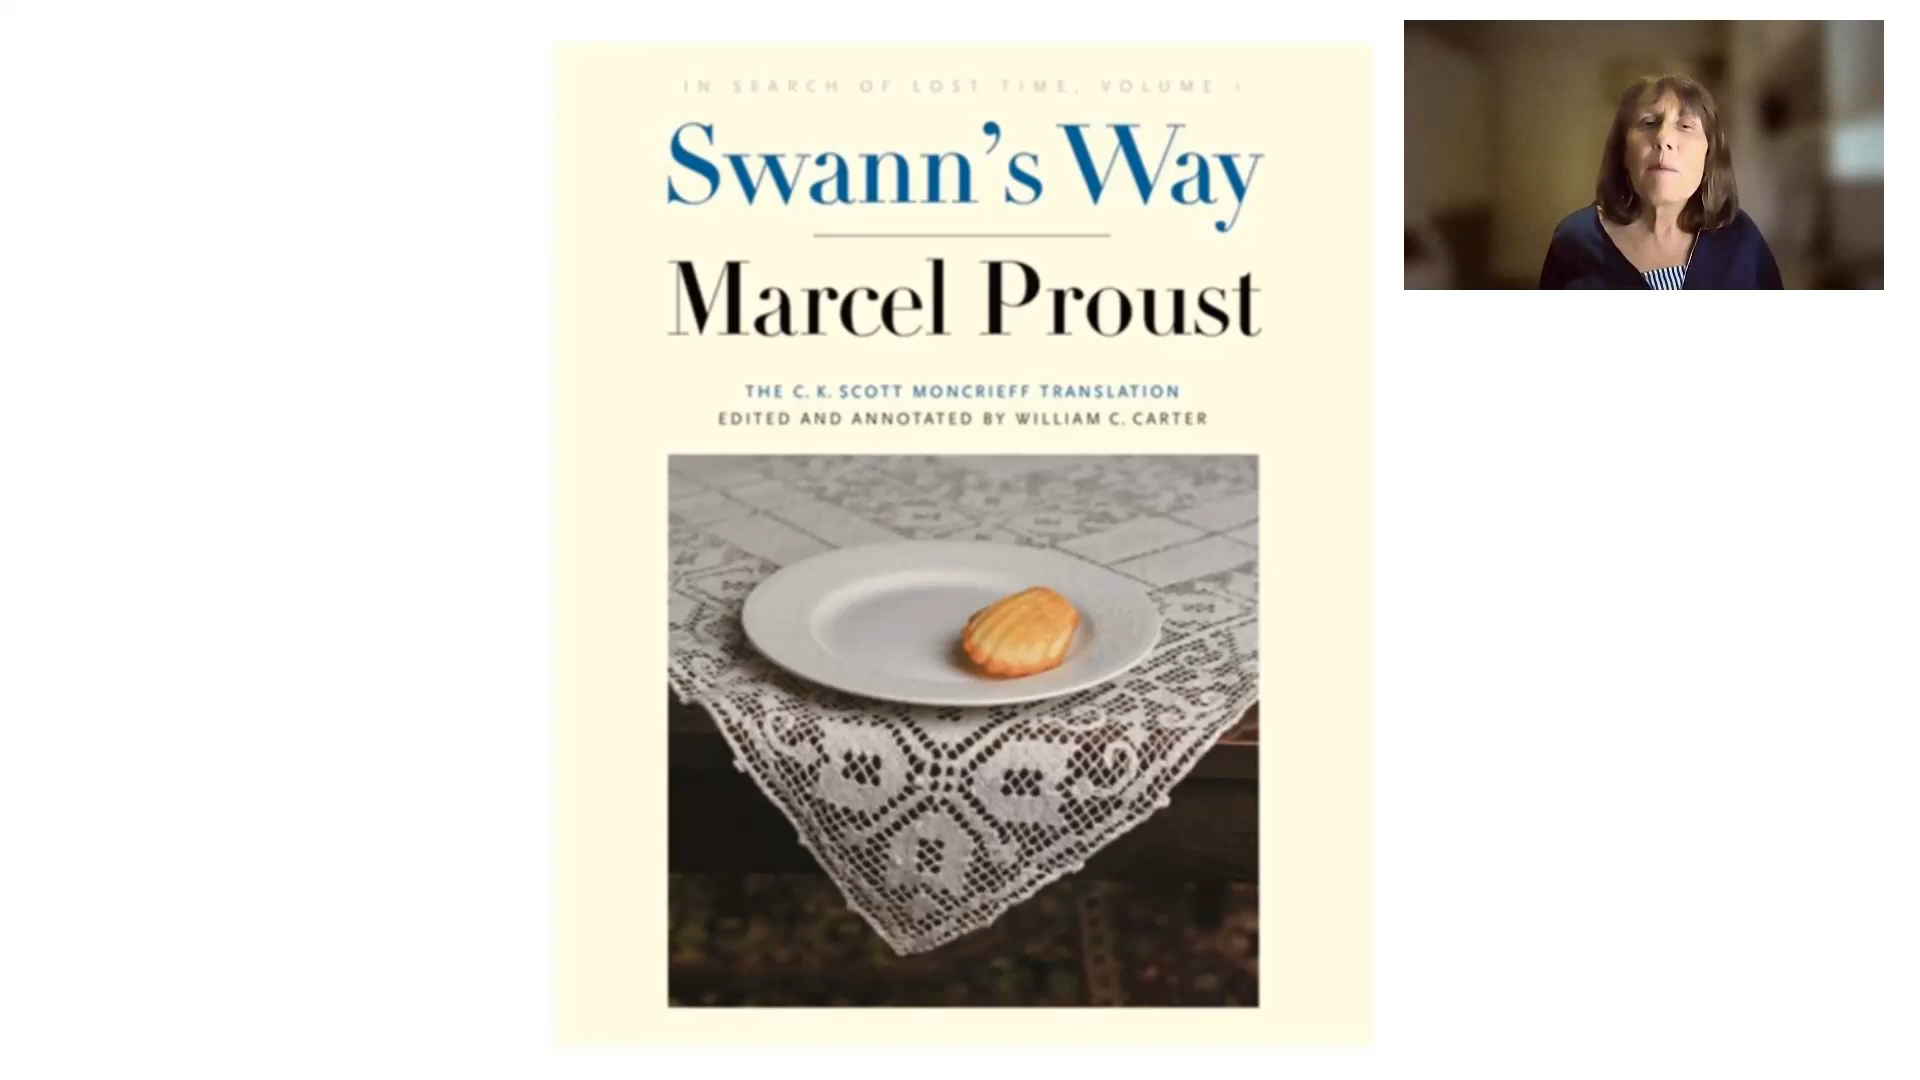 IN SEARCH OF LOST TIME, VOLUME 1
Swann's Way
Marcel Proust
THE C. K. SCOTT MONCRIEFF TRANSLATION
EDITED AND ANNOTATED BY WILLIAM C. CARTER